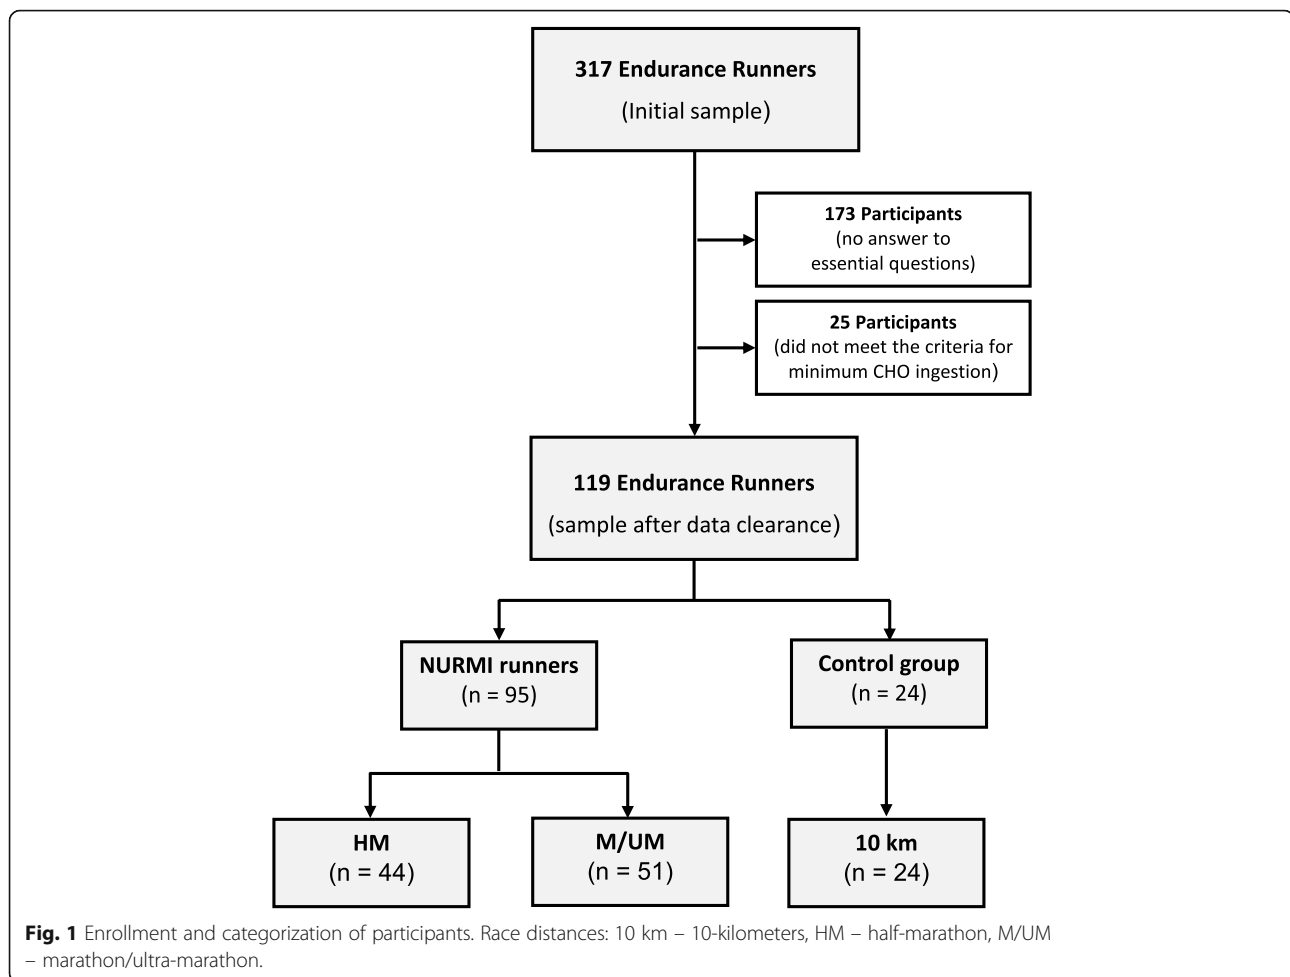 317 Endurance Runners
(Initial sample)
173 Participants
(no answer to
essential questions)
25 Participants
(did not meet the criteria for
minimum CHO ingestion)
119 Endurance Runners
(sample after data clearance)
NURMI runners
(n = 95)
Control group
(n = 24)
HM
(n = 44)
M/UM
(n = 51)
10 km
(n = 24)
Fig. 1 Enrollment and categorization of participants. Race distances: 10 km – 10-kilometers, HM – half-marathon, M/UM
– marathon/ultra-marathon.